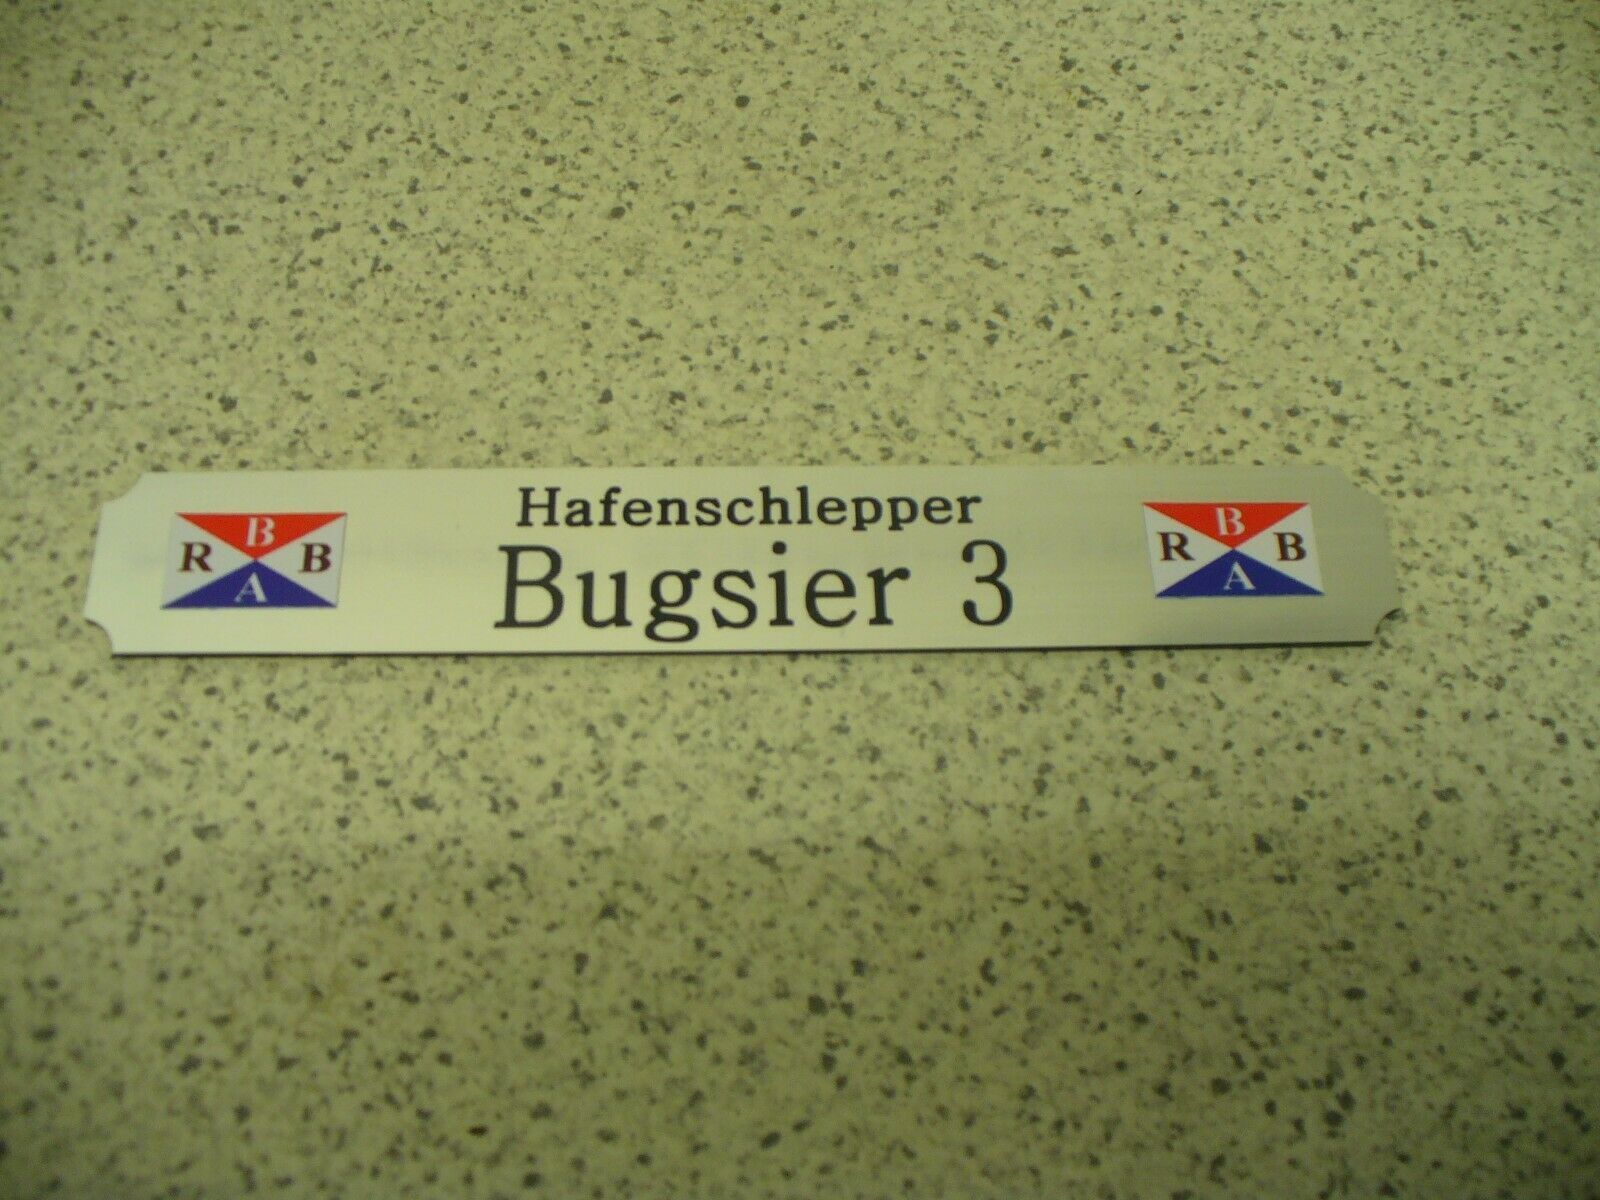 Hafenschlepper
Bugsier 3
B
R B
A
B
R B
A